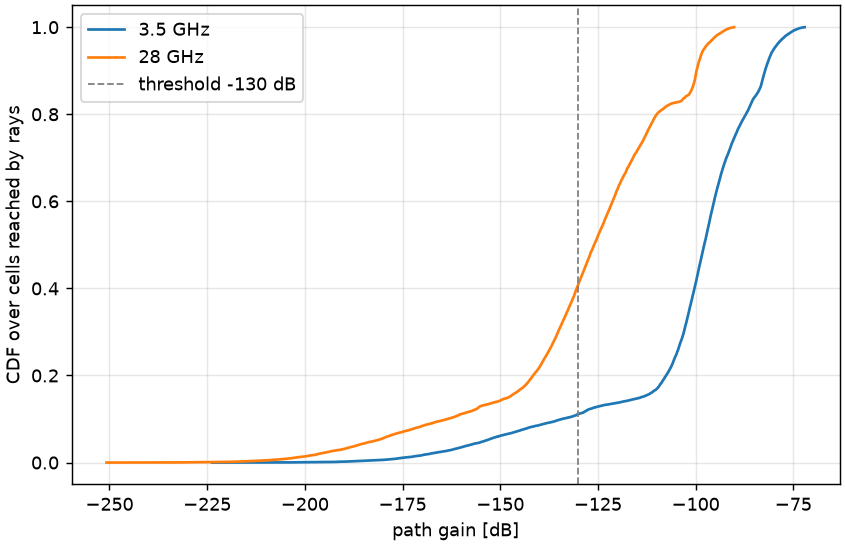 3.5 GHz
28 GHz
threshold -130 dB
CDF over cells reached by rays
1.0
0.8
0.6
0.4
0.2
0.0
−250
−225
−200
−175
−150
−125
−100
−75
path gain [dB]